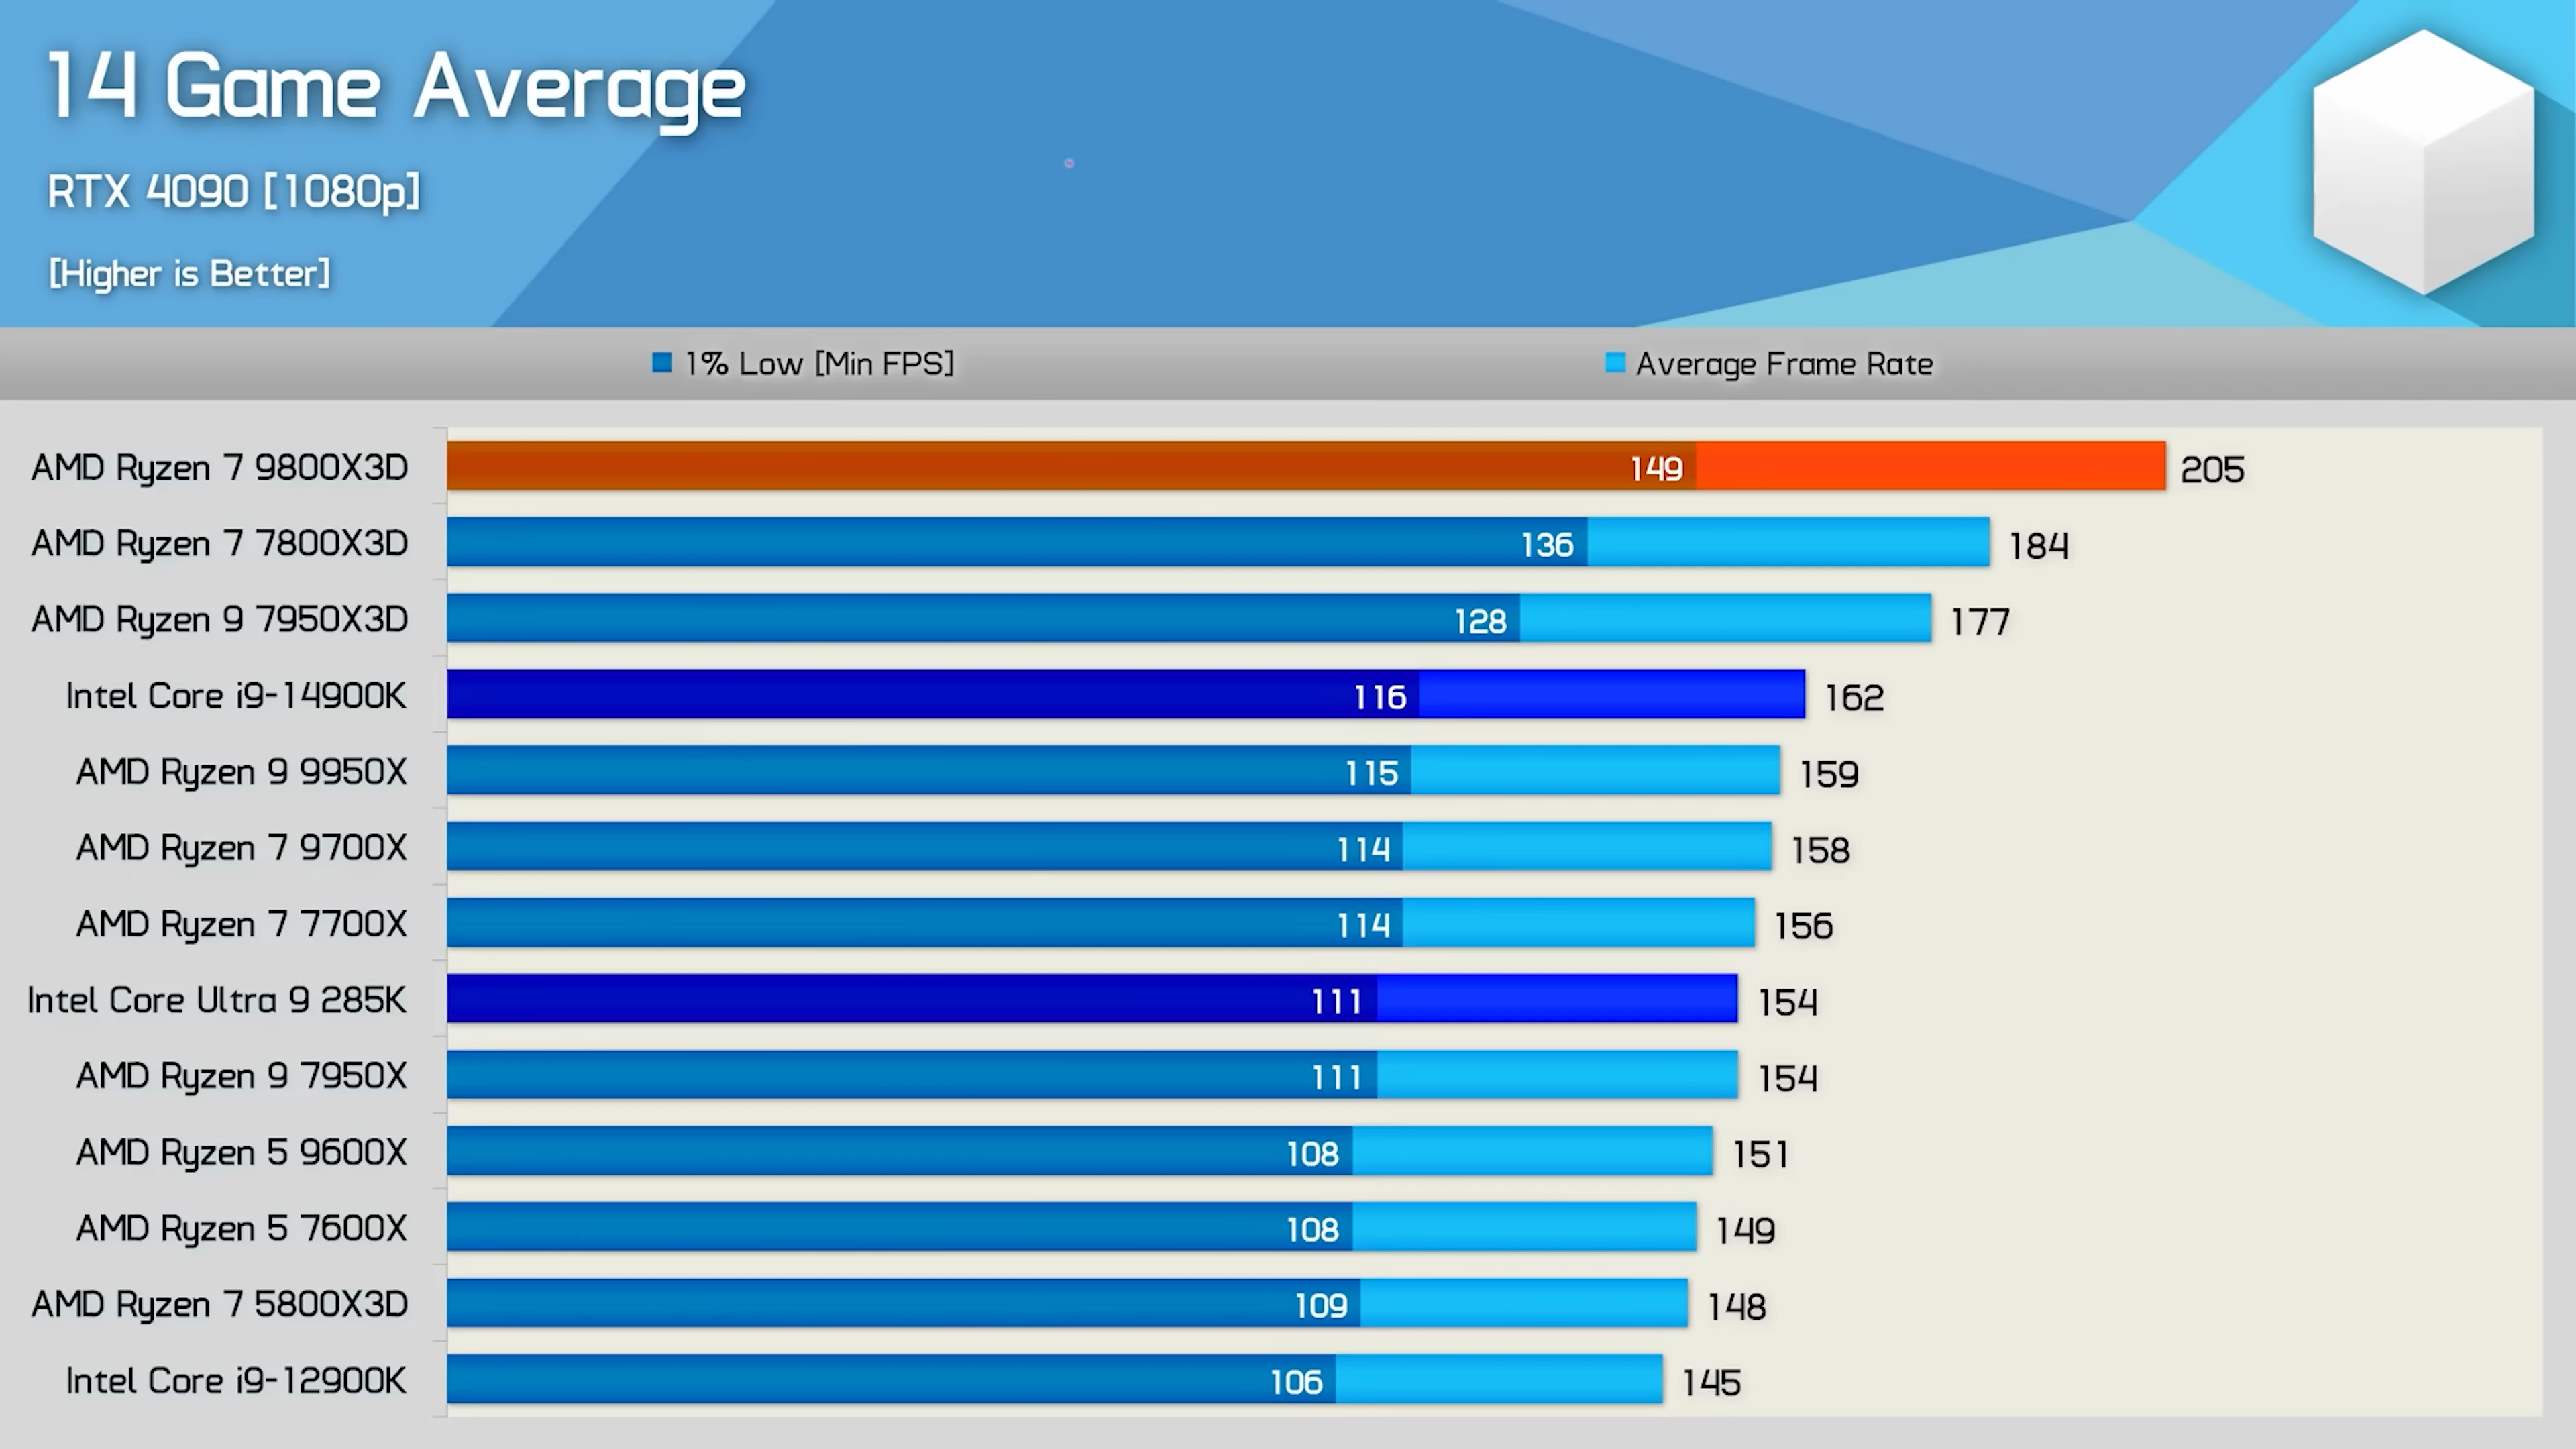 14 Game Average
RTX 4090 [1080p]
[Higher is Better]
1% Low [Min FPS] Average Frame Rate
AMD Ryzen 7 9800X3D 149 205
AMD Ryzen 7 7800X3D 136 184
AMD Ryzen 9 7950X3D 128 177
Intel Core i9-14900K 116 162
AMD Ryzen 9 9950X 115 159
AMD Ryzen 7 9700X 114 158
AMD Ryzen 7 7700X 114 156
Intel Core Ultra 9 285K 111 154
AMD Ryzen 9 7950X 111 154
AMD Ryzen 5 9600X 108 151
AMD Ryzen 5 7600X 108 149
AMD Ryzen 7 5800X3D 109 148
Intel Core i9-12900K 106 145